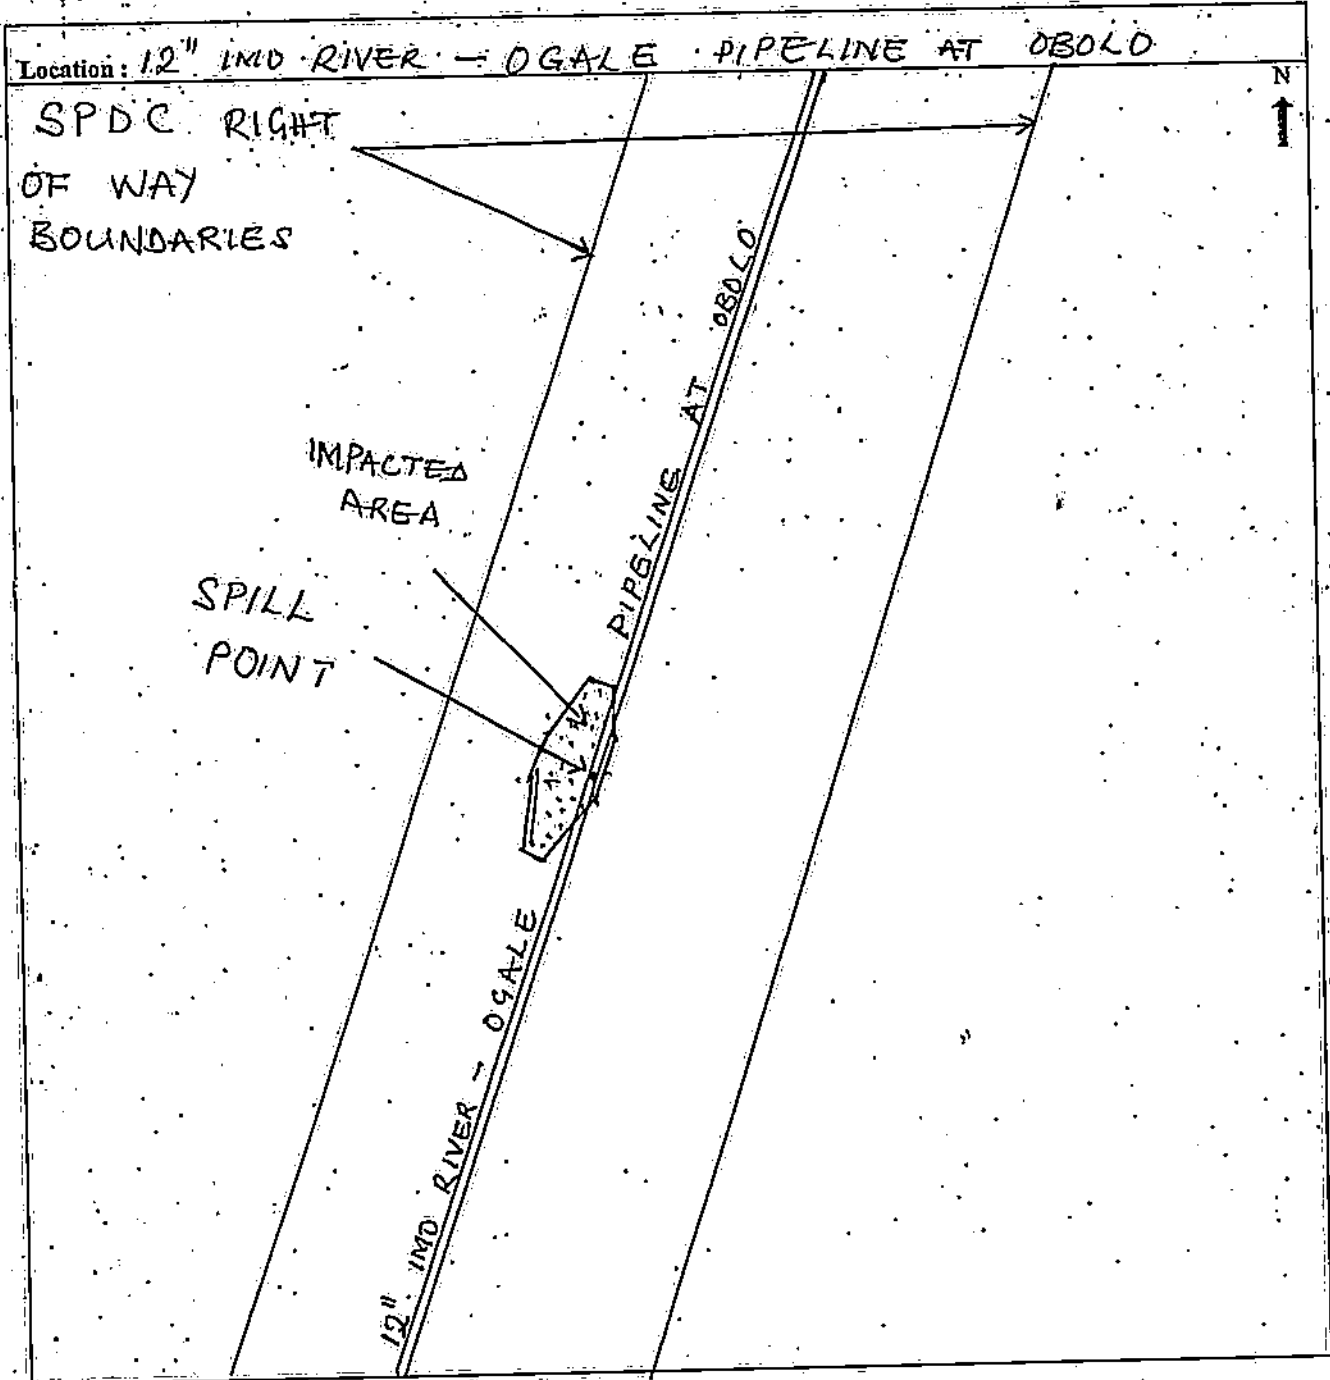 Location: 12" IMO RIVER - OGALE PIPELINE AT OBOLO
N
SPDC RIGHT
OF WAY
BOUNDARIES
IMPACTED
AREA
SPILL
POINT
12" IMO RIVER - OGALE PIPELINE AT OBOLO